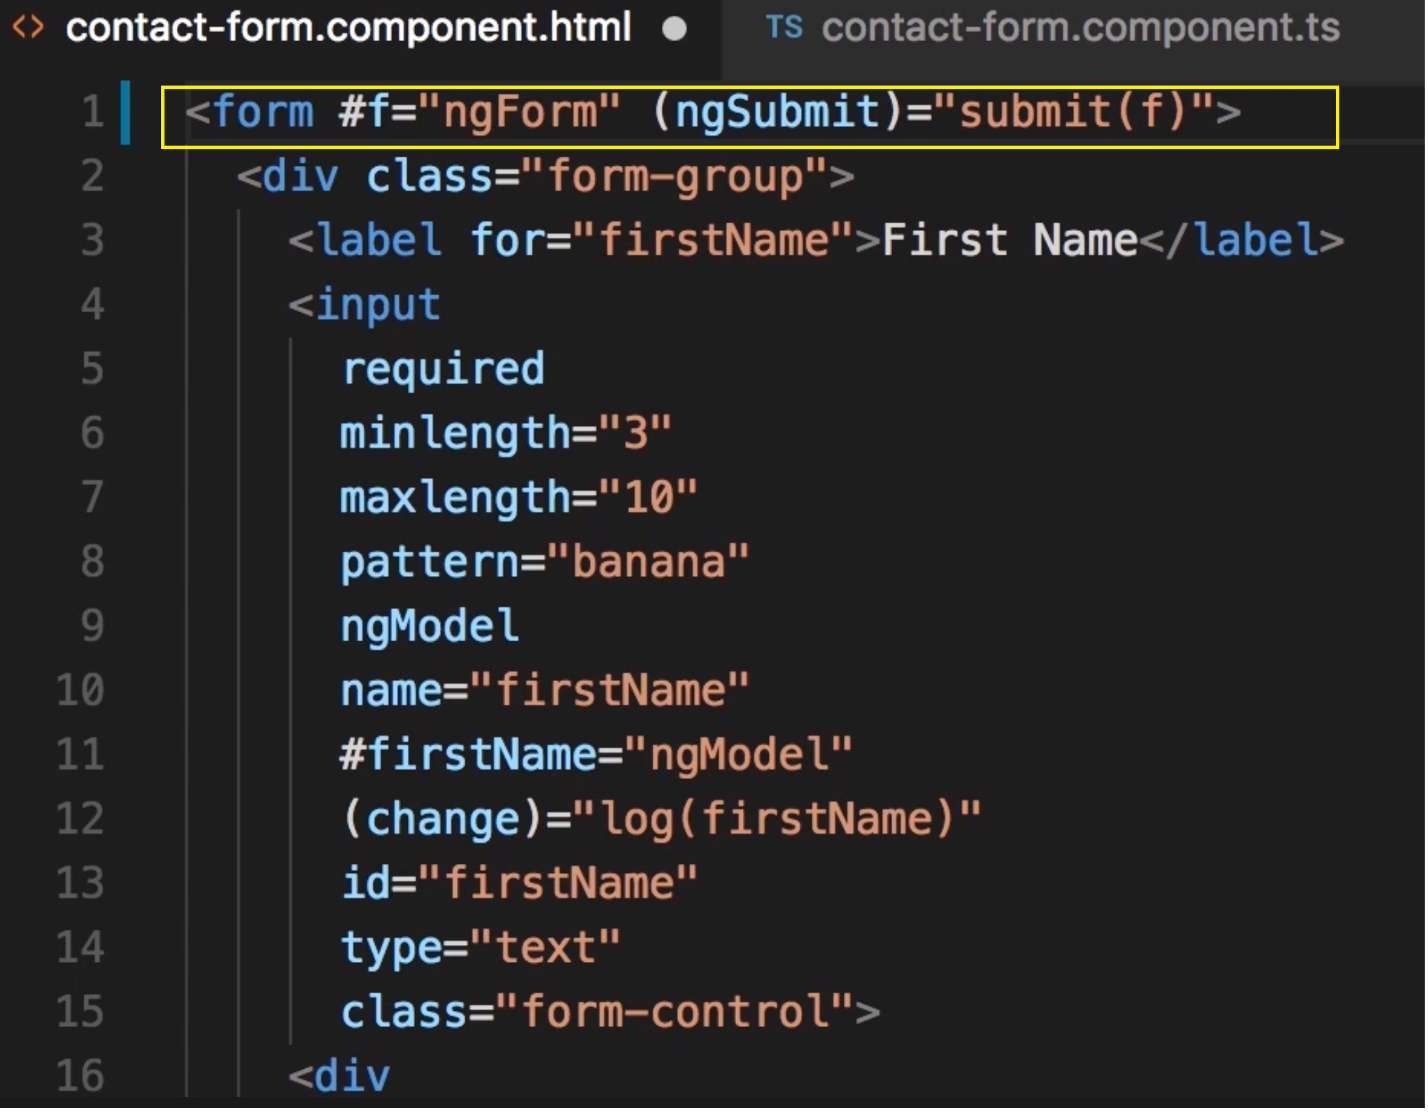 <> contact-form.component.html ● TS contact-form.component.ts
1 <form #f="ngForm" (ngSubmit)="submit(f)">
2 <div class="form-group">
3 <label for="firstName">First Name</label>
4 <input
5 required
6 minlength="3"
7 maxlength="10"
8 pattern="banana"
9 ngModel
10 name="firstName"
11 #firstName="ngModel"
12 (change)="log(firstName)"
13 id="firstName"
14 type="text"
15 class="form-control">
16 <div